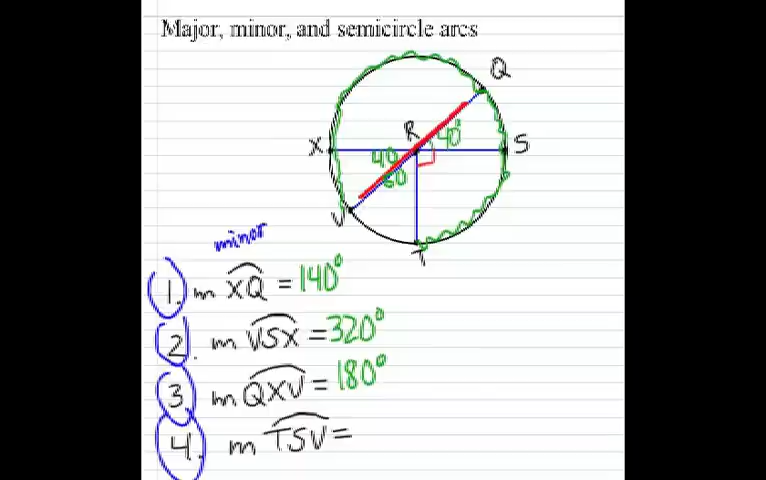 Major, minor, and semicircle arcs
Q
R 40°
X S
40
50
V
T
minor
1. m XQ = 140°
2. m VSX = 320°
3. m QXV = 180°
4. m TSV =